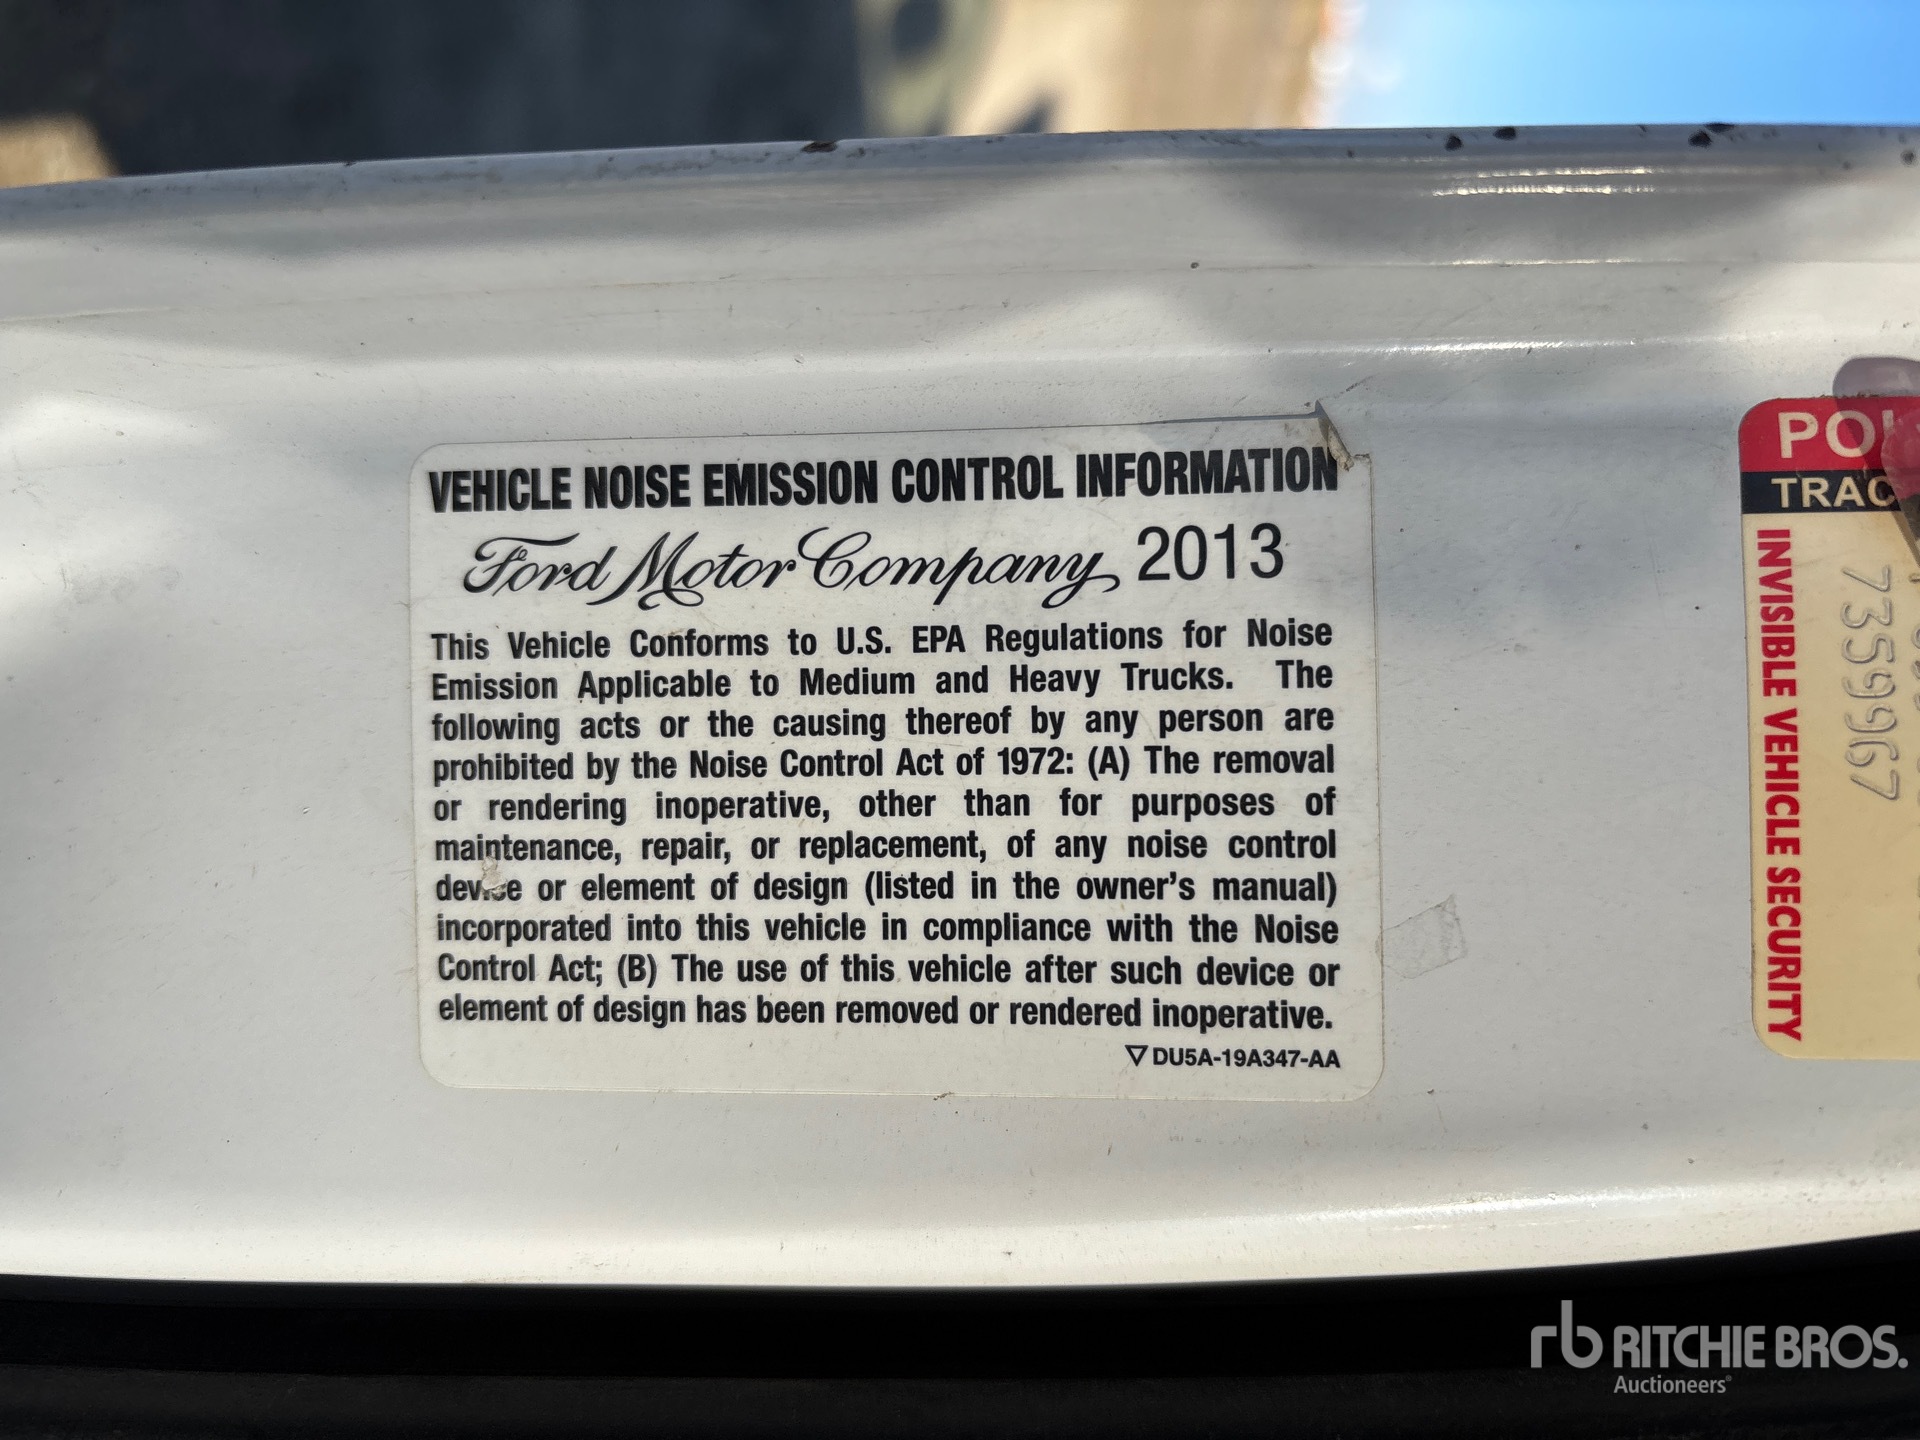 VEHICLE NOISE EMISSION CONTROL INFORMATION
Ford Motor Company 2013
This Vehicle Conforms to U.S. EPA Regulations for Noise
Emission Applicable to Medium and Heavy Trucks. The
following acts or the causing thereof by any person are
prohibited by the Noise Control Act of 1972: (A) The removal
or rendering inoperative, other than for purposes of
maintenance, repair, or replacement, of any noise control
device or element of design (listed in the owner's manual)
incorporated into this vehicle in compliance with the Noise
Control Act; (B) The use of this vehicle after such device or
element of design has been removed or rendered inoperative.
▽ DU5A-19A347-AA
INVISIBLE VEHICLE SECURITY
7359967
rb RITCHIE BROS.
Auctioneers®